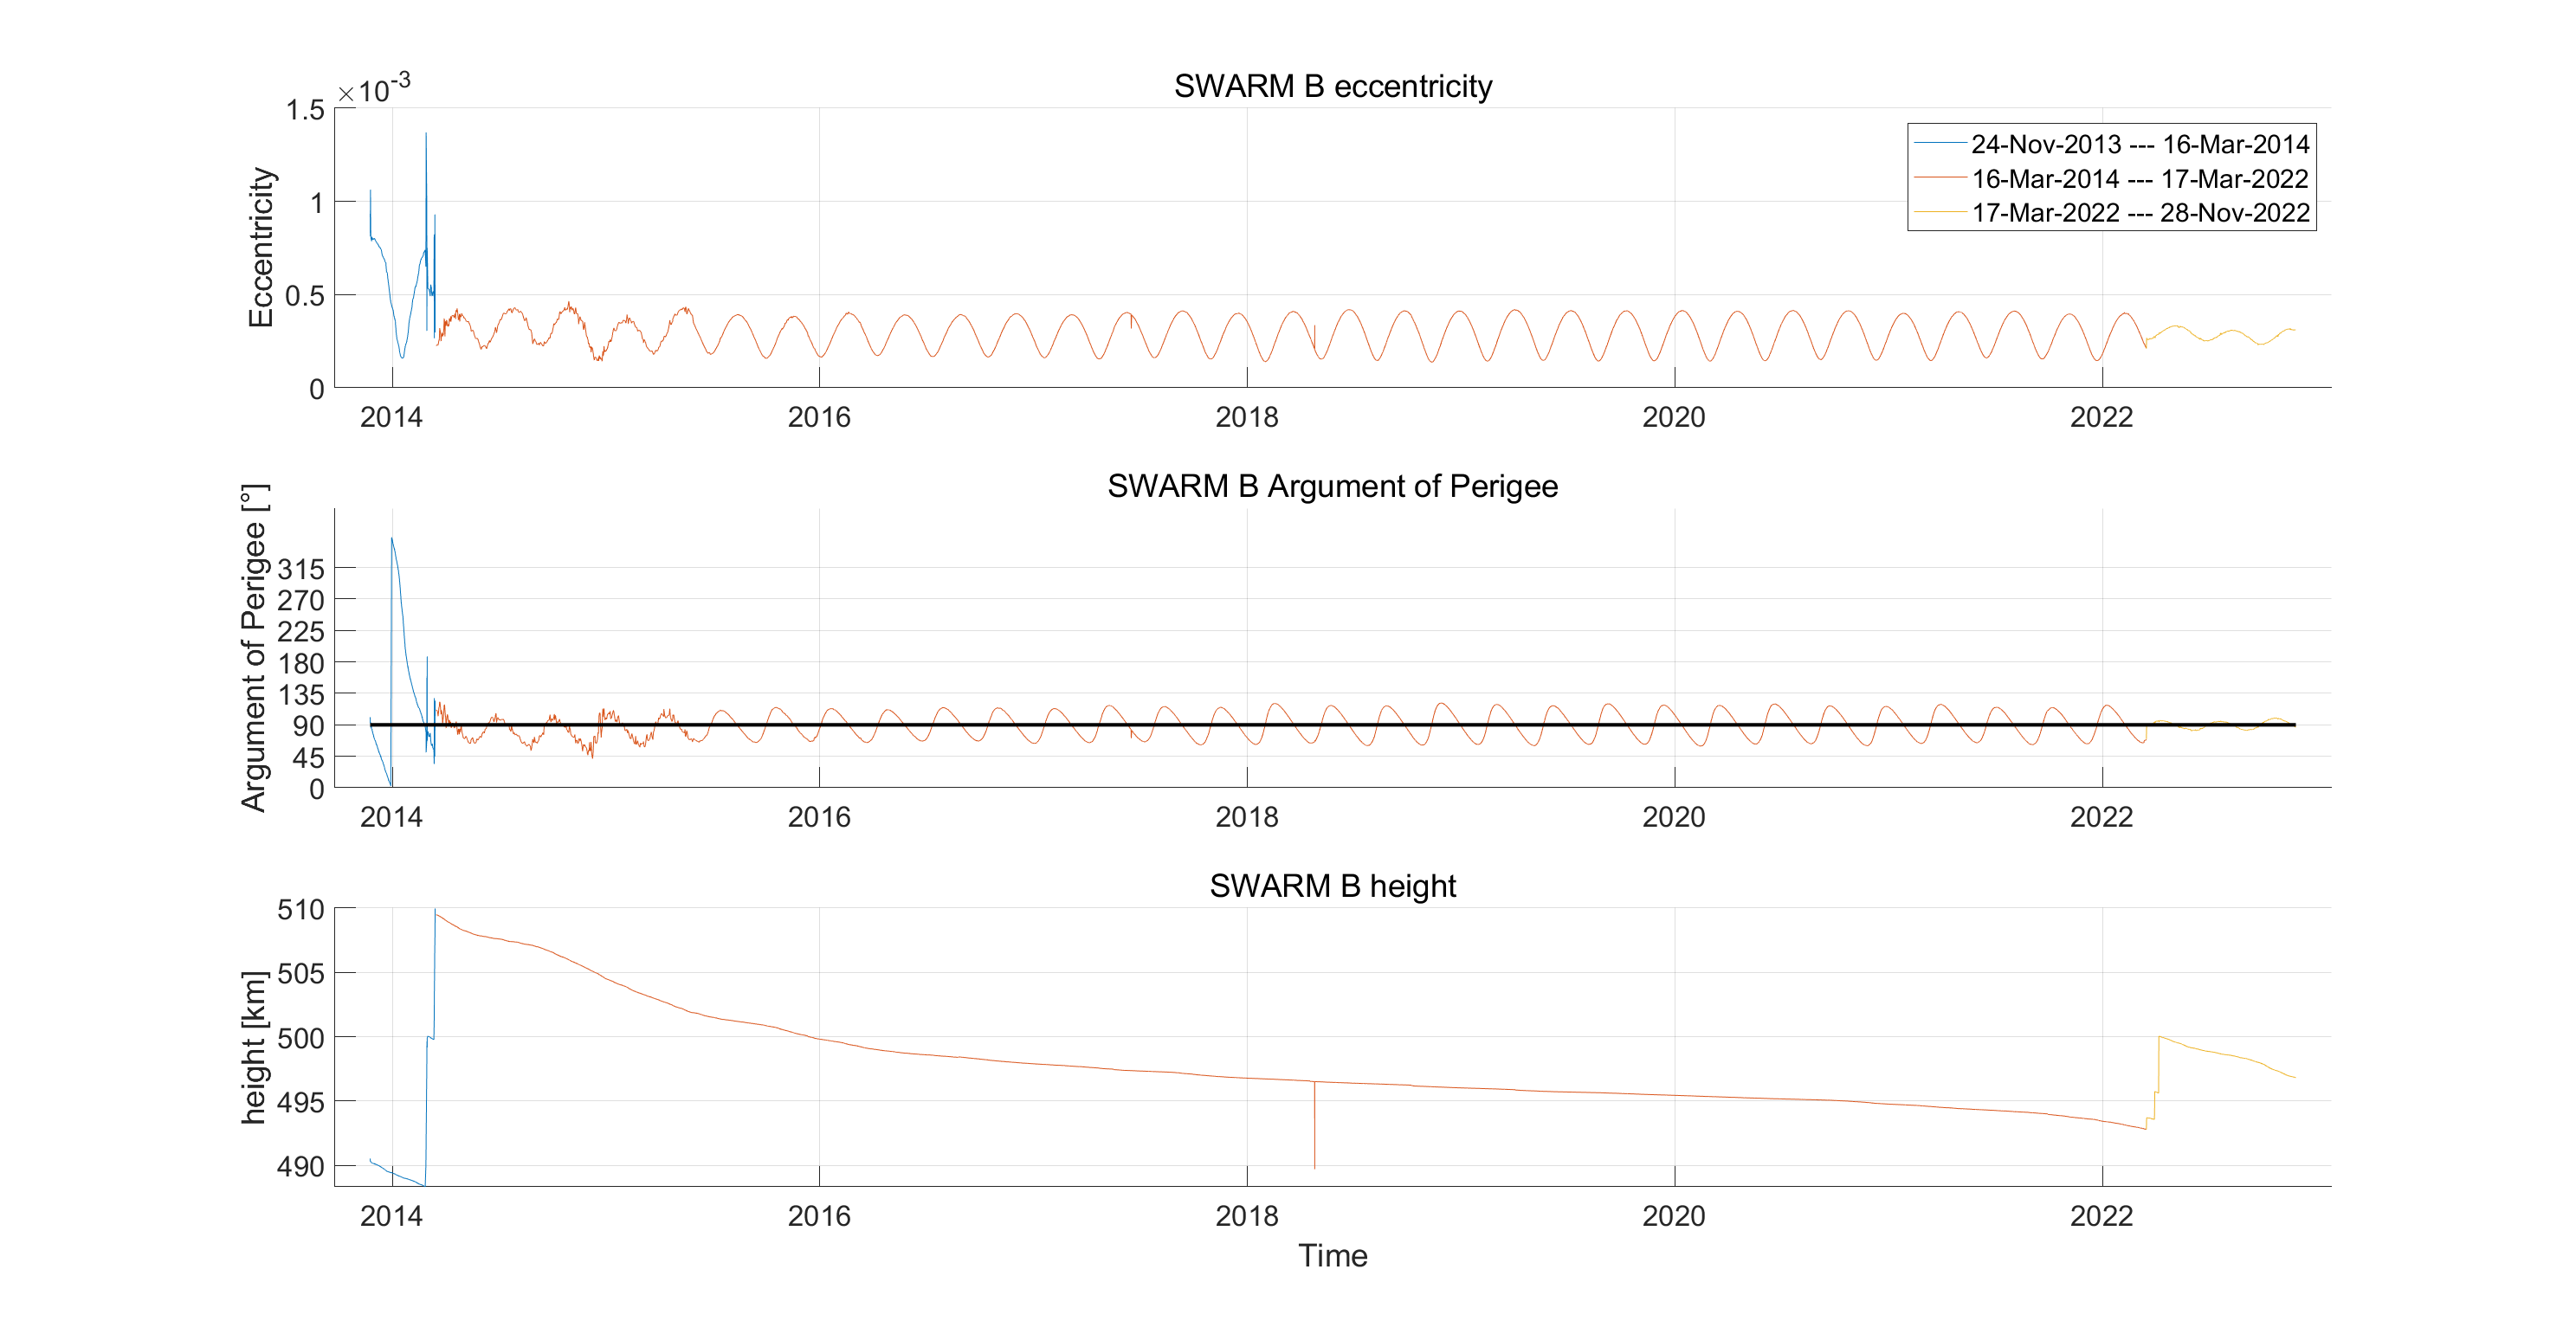 SWARM B eccentricity
×10-3
1.5
1
0.5
0
Eccentricity
24-Nov-2013 --- 16-Mar-2014
16-Mar-2014 --- 17-Mar-2022
17-Mar-2022 --- 28-Nov-2022
2014 2016 2018 2020 2022
SWARM B Argument of Perigee
Argument of Perigee [°]
315
270
225
180
135
90
45
0
2014 2016 2018 2020 2022
SWARM B height
height [km]
510
505
500
495
490
2014 2016 2018 2020 2022
Time